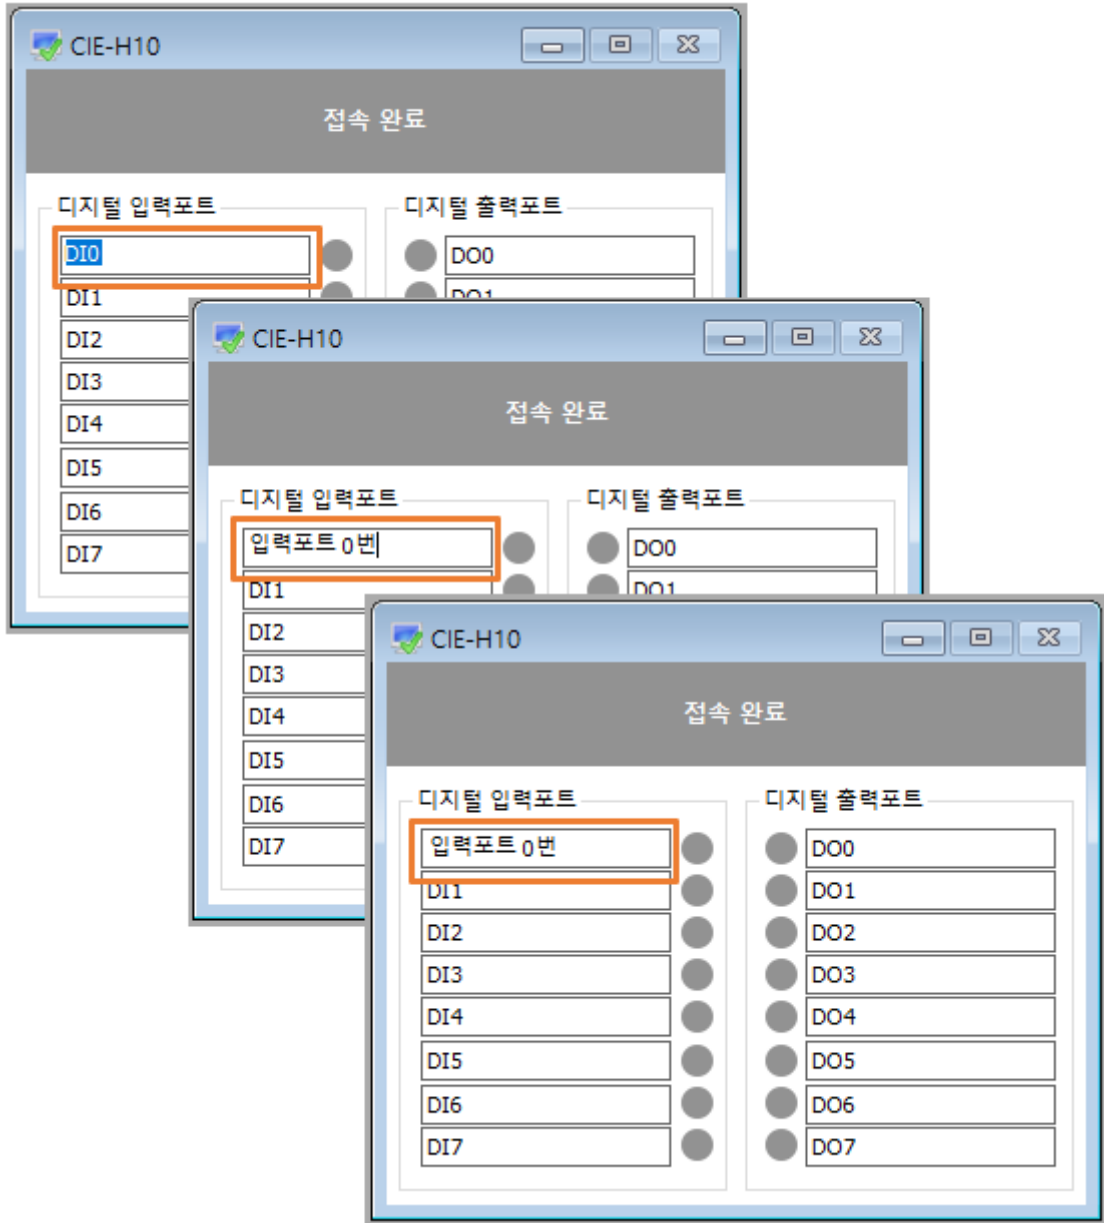 CIE-H10
접속 완료
디지털 입력포트
디지털 출력포트
DI0
DO0
DI1
DO1
DI2
DI3
DI4
DI5
DI6
DI7
CIE-H10
접속 완료
디지털 입력포트
디지털 출력포트
입력포트 0번
DO0
DI1
DO1
DI2
DI3
DI4
DI5
DI6
DI7
CIE-H10
접속 완료
디지털 입력포트
디지털 출력포트
입력포트 0번
DO0
DI1
DO1
DI2
DO2
DI3
DO3
DI4
DO4
DI5
DO5
DI6
DO6
DI7
DO7